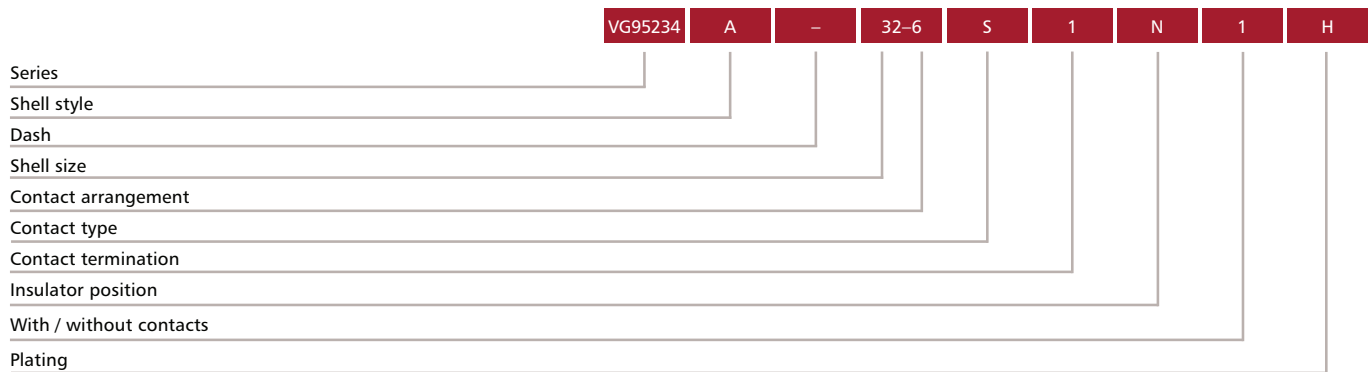 VG95234 A – 32–6 S 1 N 1 H
Series
Shell style
Dash
Shell size
Contact arrangement
Contact type
Contact termination
Insulator position
With / without contacts
Plating